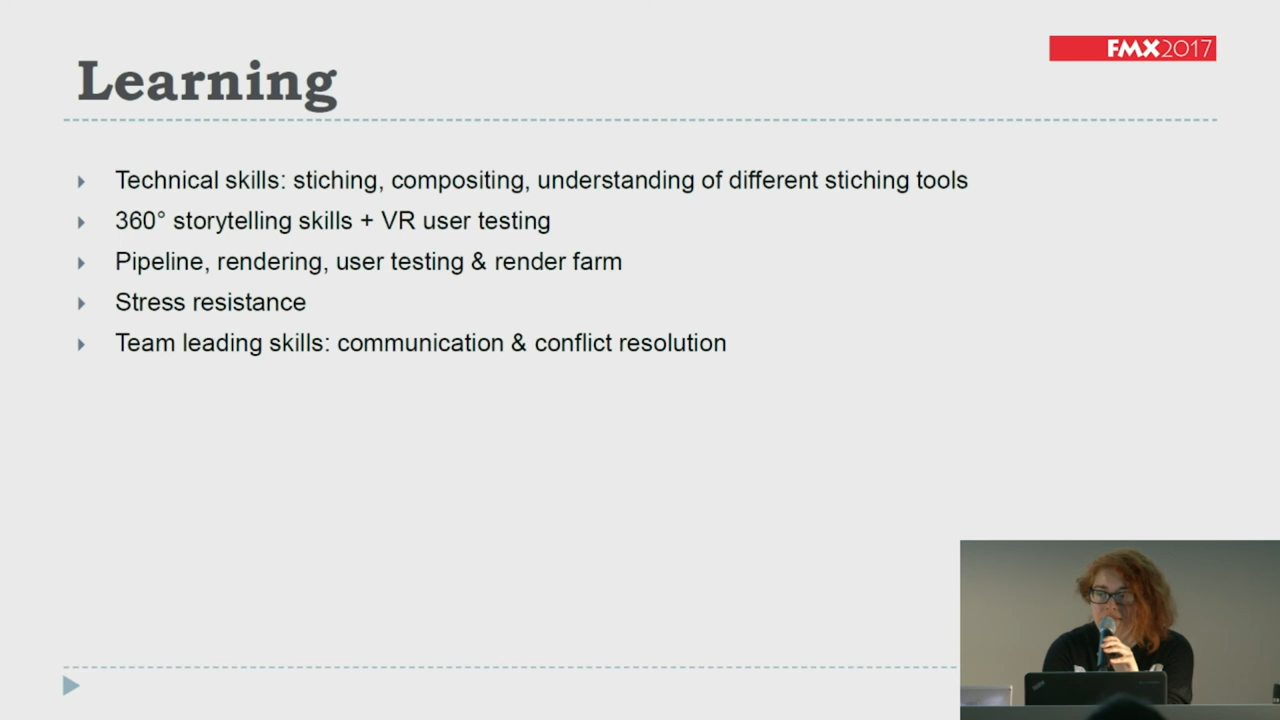 FMX2017
Learning
Technical skills: stiching, compositing, understanding of different stiching tools
360° storytelling skills + VR user testing
Pipeline, rendering, user testing & render farm
Stress resistance
Team leading skills: communication & conflict resolution